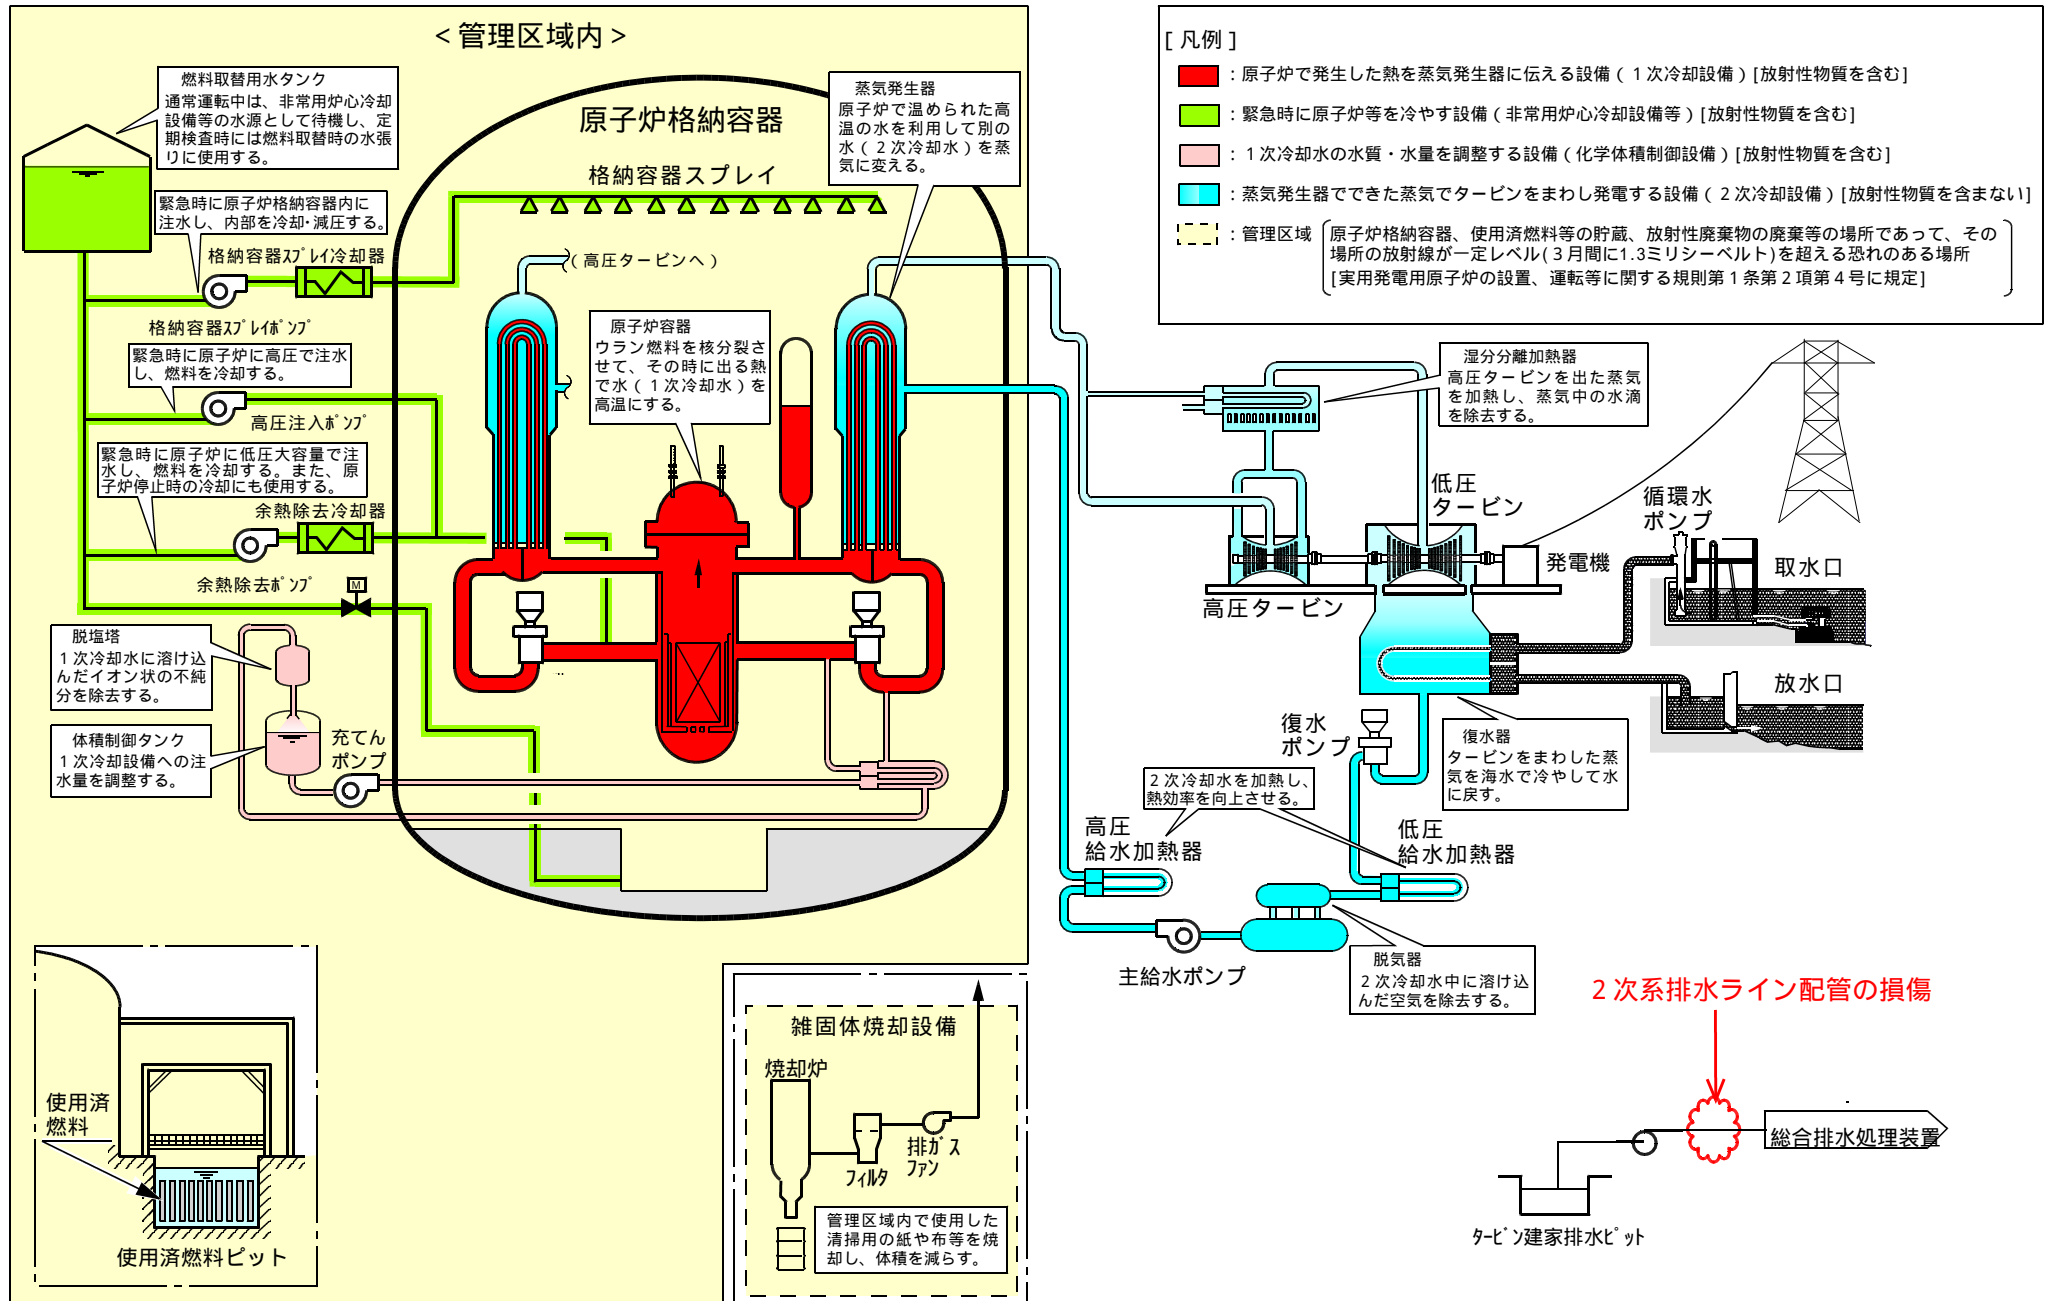 ＜管理区域内＞
燃料取替用水タンク
通常運転中は、非常用炉心冷却
設備等の水源として待機し、定
期検査時には燃料取替時の水張
りに使用する。
原子炉格納容器
蒸気発生器
原子炉で温められた高
温の水を利用して別の
水（２次冷却水）を蒸
気に変える。
格納容器スプレイ
緊急時に原子炉格納容器内に
注水し、内部を冷却･減圧する。
格納容器ｽﾌﾟﾚｲ冷却器
（高圧タービンへ）
格納容器ｽﾌﾟﾚｲﾎﾟﾝﾌﾟ
原子炉容器
ウラン燃料を核分裂さ
せて、その時に出る熱
で水（１次冷却水）を
高温にする。
緊急時に原子炉に高圧で注水
し、燃料を冷却する。
高圧注入ﾎﾟﾝﾌﾟ
緊急時に原子炉に低圧大容量で注
水し、燃料を冷却する。また、原
子炉停止時の冷却にも使用する。
余熱除去冷却器
余熱除去ﾎﾟﾝﾌﾟ
M
脱塩塔
１次冷却水に溶け込
んだイオン状の不純
分を除去する。
体積制御タンク
１次冷却設備への注
水量を調整する。
充てん
ポンプ
[凡例]
：原子炉で発生した熱を蒸気発生器に伝える設備（１次冷却設備）[放射性物質を含む]
：緊急時に原子炉等を冷やす設備（非常用炉心冷却設備等）[放射性物質を含む]
：１次冷却水の水質・水量を調整する設備（化学体積制御設備）[放射性物質を含む]
：蒸気発生器でできた蒸気でタービンをまわし発電する設備（２次冷却設備）[放射性物質を含まない]
：管理区域
原子炉格納容器、使用済燃料等の貯蔵、放射性廃棄物の廃棄等の場所であって、その
場所の放射線が一定レベル(３月間に1.3ミリシーベルト)を超える恐れのある場所
[実用発電用原子炉の設置、運転等に関する規則第１条第２項第４号に規定]
湿分分離加熱器
高圧タービンを出た蒸気
を加熱し、蒸気中の水滴
を除去する。
低圧
タービン
循環水
ポンプ
発電機
取水口
高圧タービン
放水口
復水
ポンプ
復水器
タービンをまわした蒸
気を海水で冷やして水
に戻す。
２次冷却水を加熱し、
熱効率を向上させる。
高圧
給水加熱器
低圧
給水加熱器
主給水ポンプ
脱気器
２次冷却水中に溶け込
んだ空気を除去する。
２次系排水ライン配管の損傷
総合排水処理装置
ﾀｰﾋﾞﾝ建家排水ﾋﾟｯﾄ
使用済
燃料
使用済燃料ピット
雑固体焼却設備
焼却炉
排ｶﾞｽ
ﾌｧﾝ
ﾌｨﾙﾀ
管理区域内で使用した
清掃用の紙や布等を焼
却し、体積を減らす。